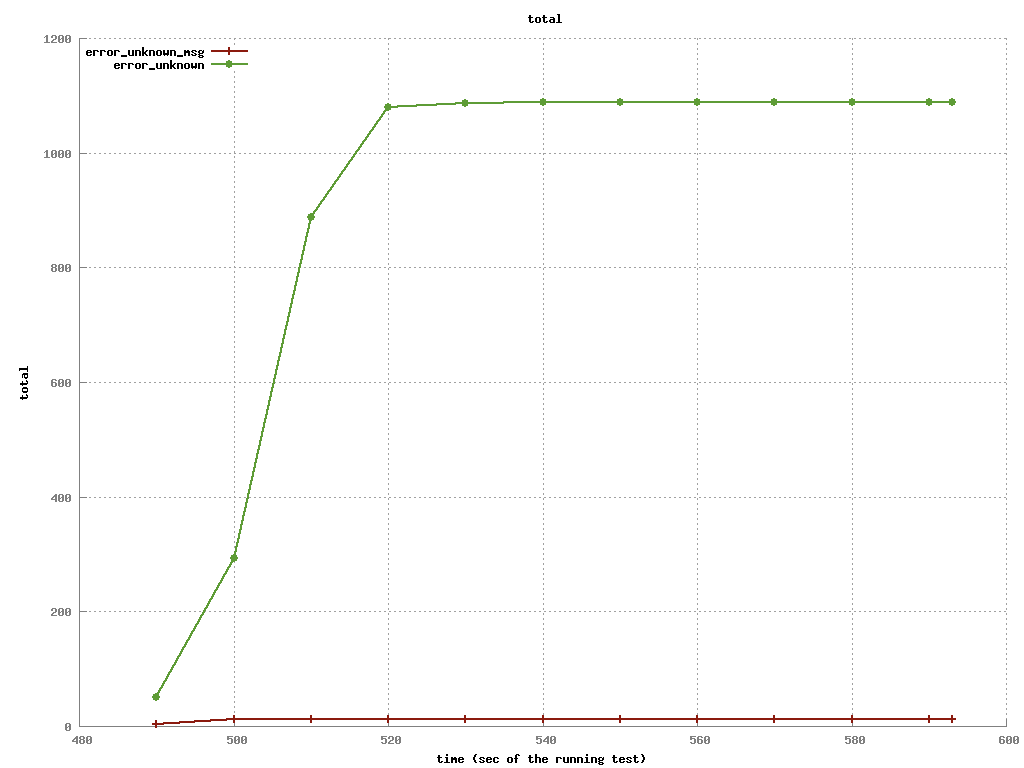 total
1200
error_unknown_msg
error_unknown
1000
800
total
600
400
200
0
480 500 520 540 560 580 600
time (sec of the running test)